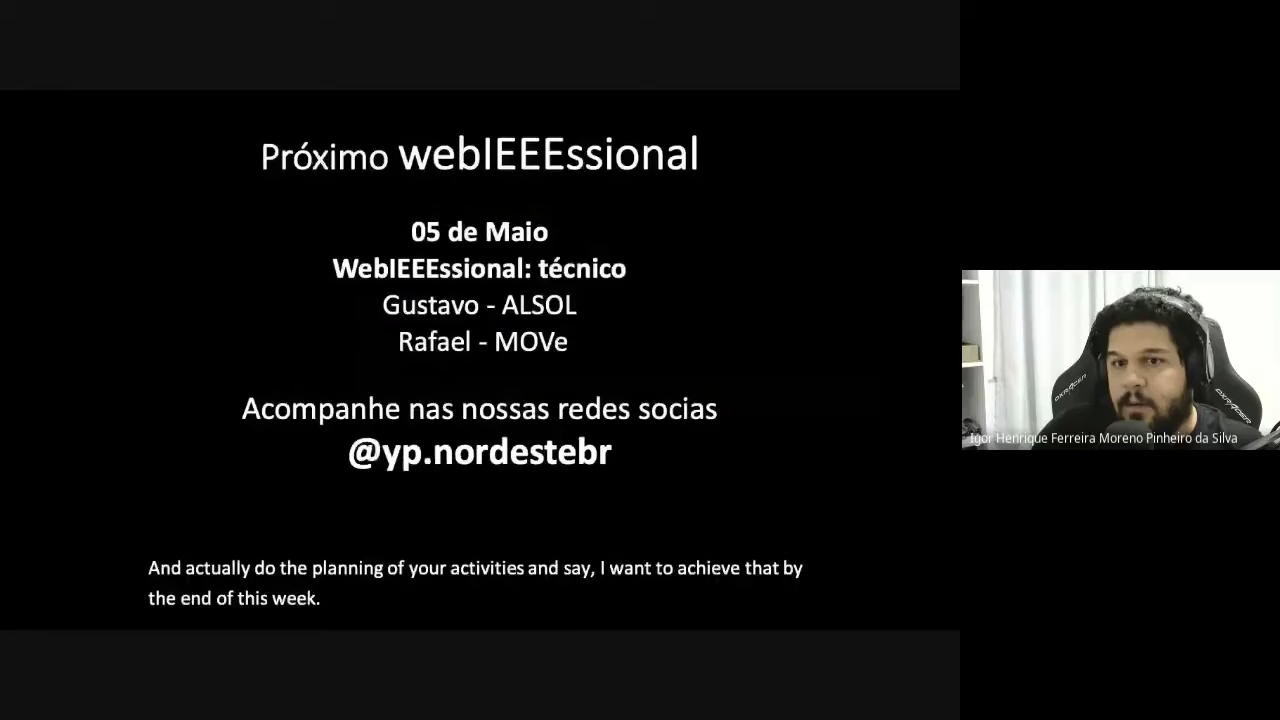 Próximo webIEEEssional
05 de Maio
WebIEEEssional: técnico
Gustavo - ALSOL
Rafael - MOVe
Acompanhe nas nossas redes socias
@yp.nordestebr
And actually do the planning of your activities and say, I want to achieve that by
the end of this week.
DXRACER
DXRACER
Igor Henrique Ferreira Moreno Pinheiro da Silva